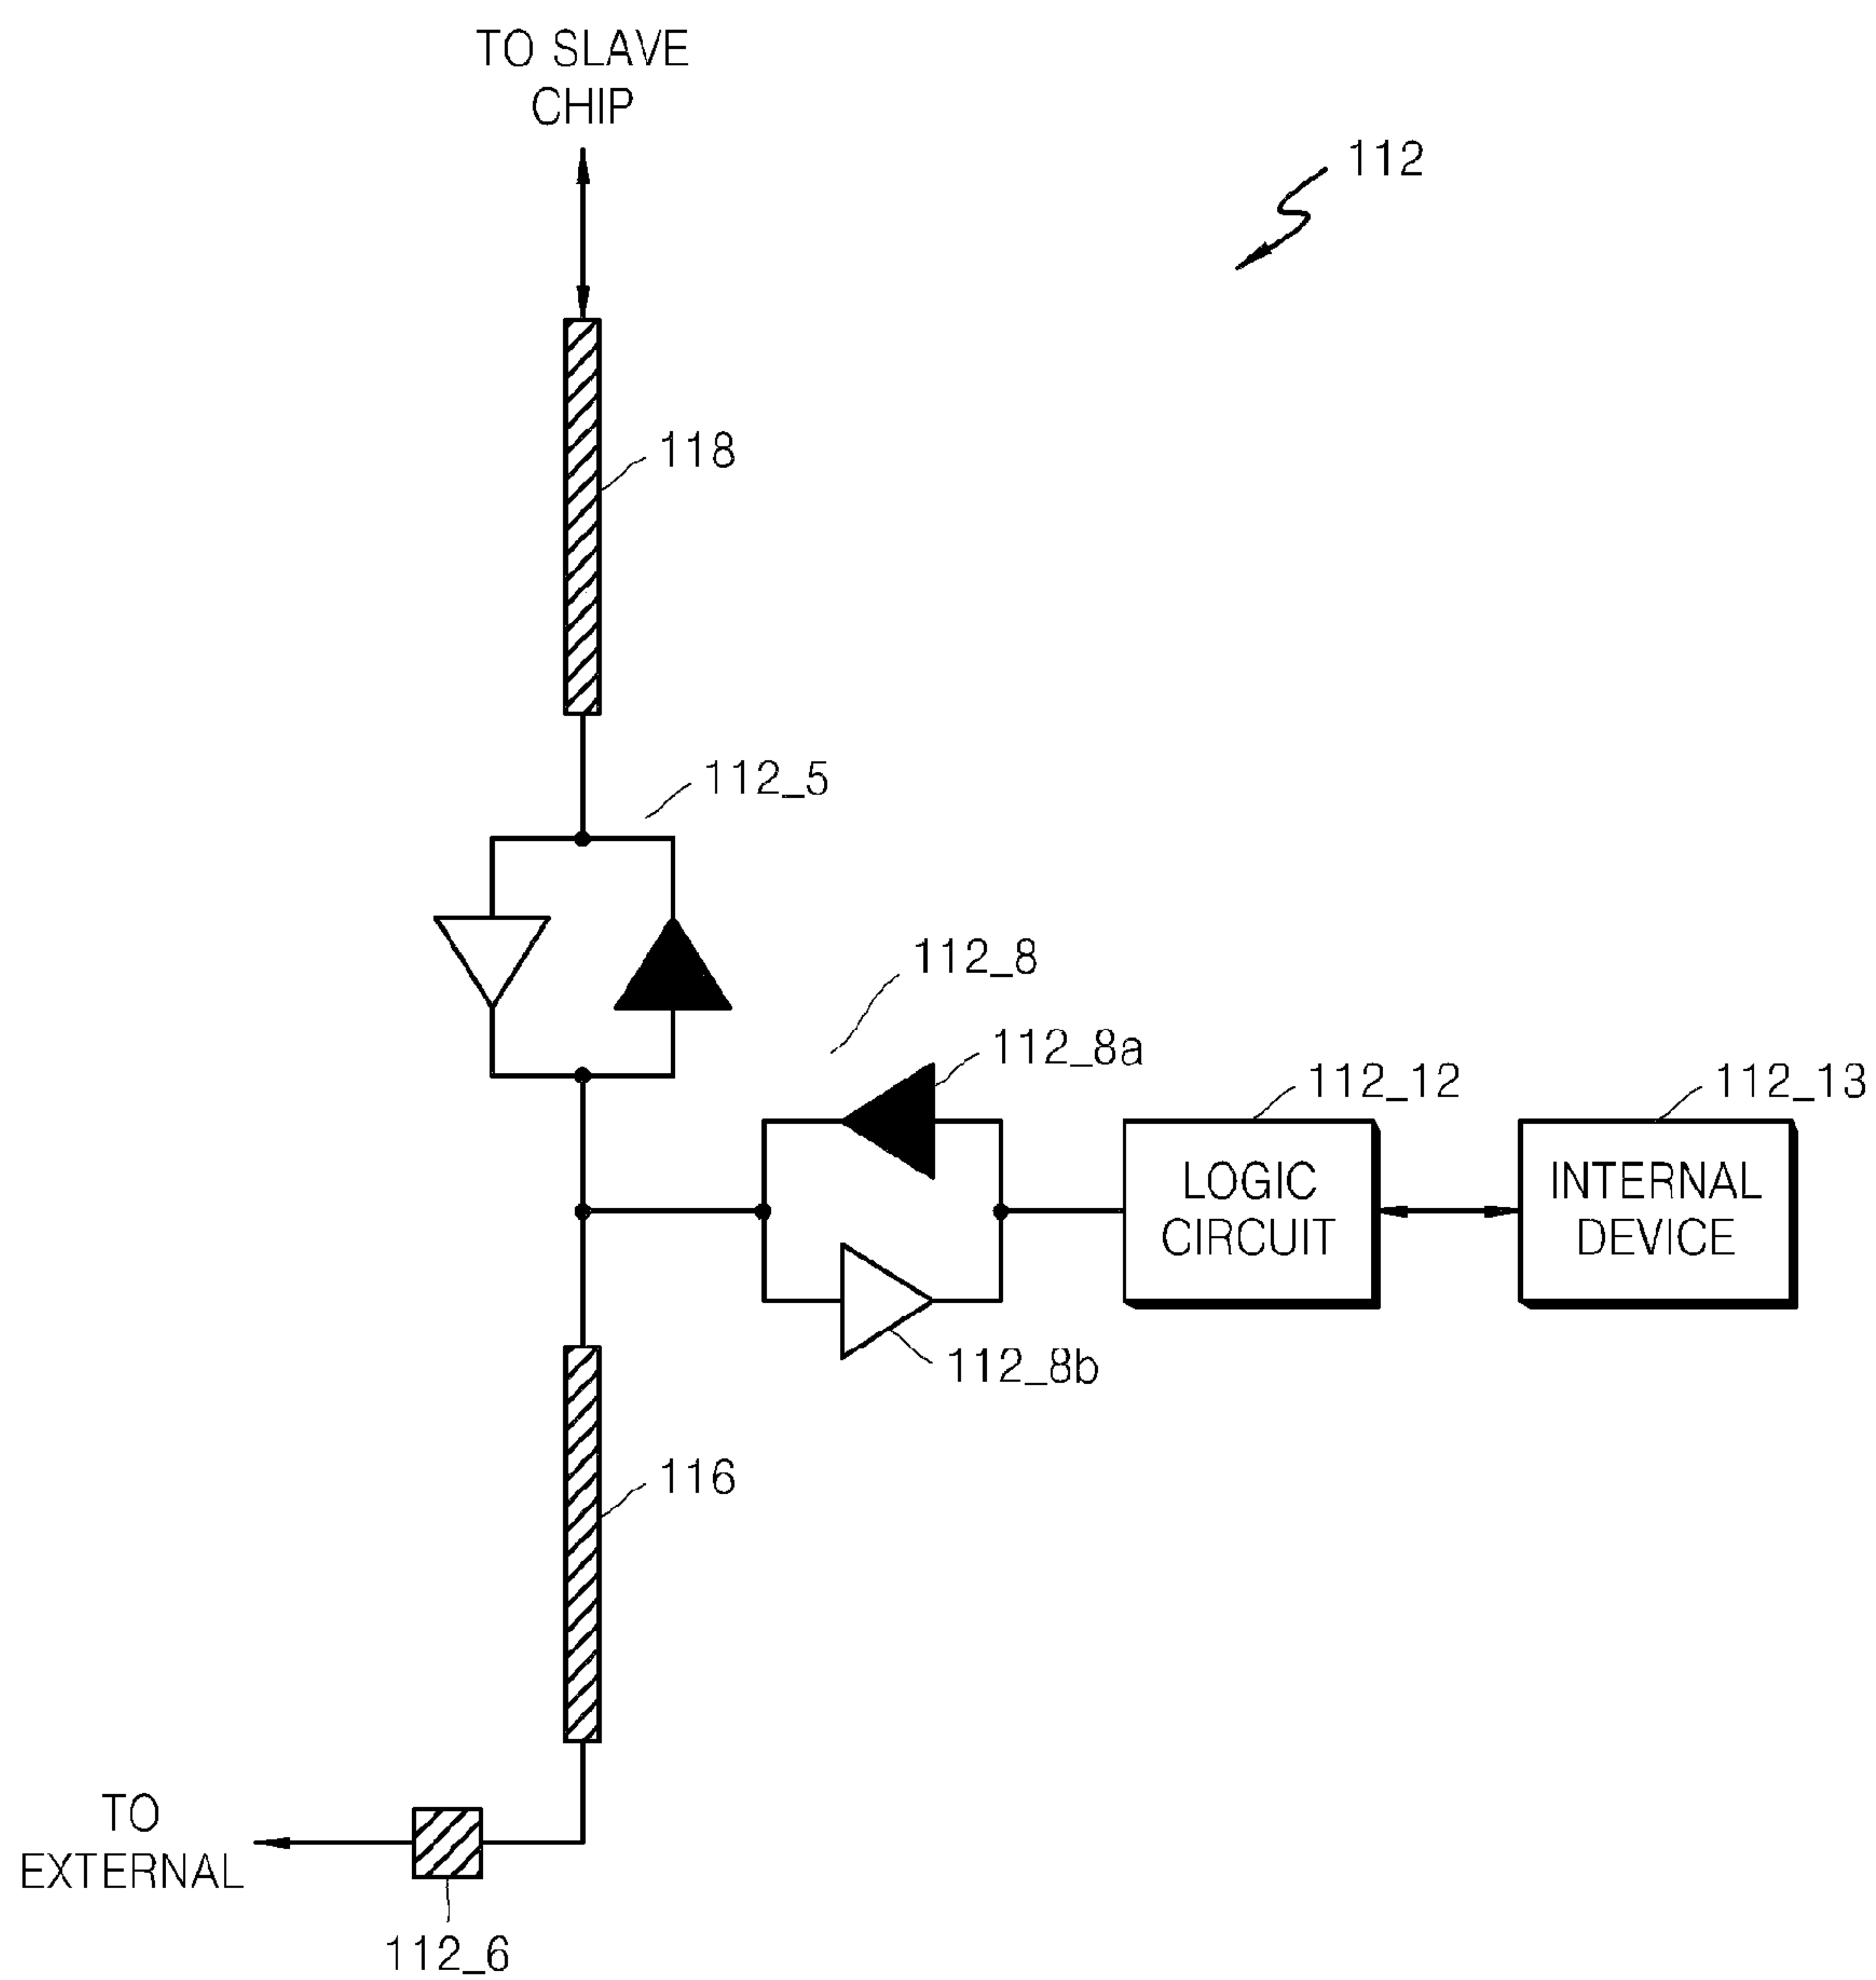 TO SLAVE
CHIP
112
118
112_5
112_8
112_8a
112_12
112_13
LOGIC
CIRCUIT
INTERNAL
DEVICE
112_8b
116
TO
EXTERNAL
112_6